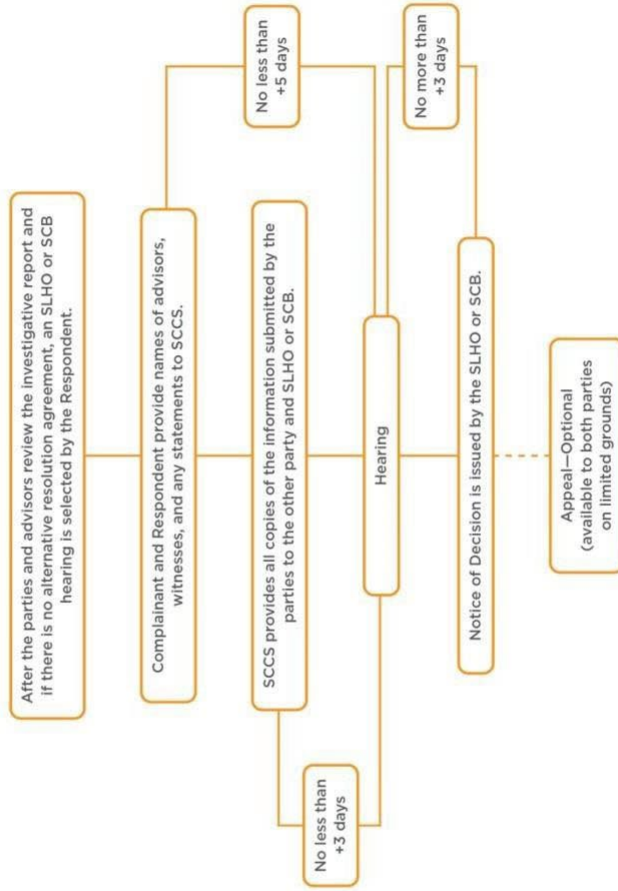 After the parties and advisors review the investigative report and
if there is no alternative resolution agreement, an SLHO or SCB
hearing is selected by the Respondent.
Complainant and Respondent provide names of advisors,
witnesses, and any statements to SCCS.
No less than
+5 days
SCCS provides all copies of the information submitted by the
parties to the other party and SLHO or SCB.
No less than
+3 days
Hearing
No more than
+3 days
Notice of Decision is issued by the SLHO or SCB.
Appeal—Optional
(available to both parties
on limited grounds)